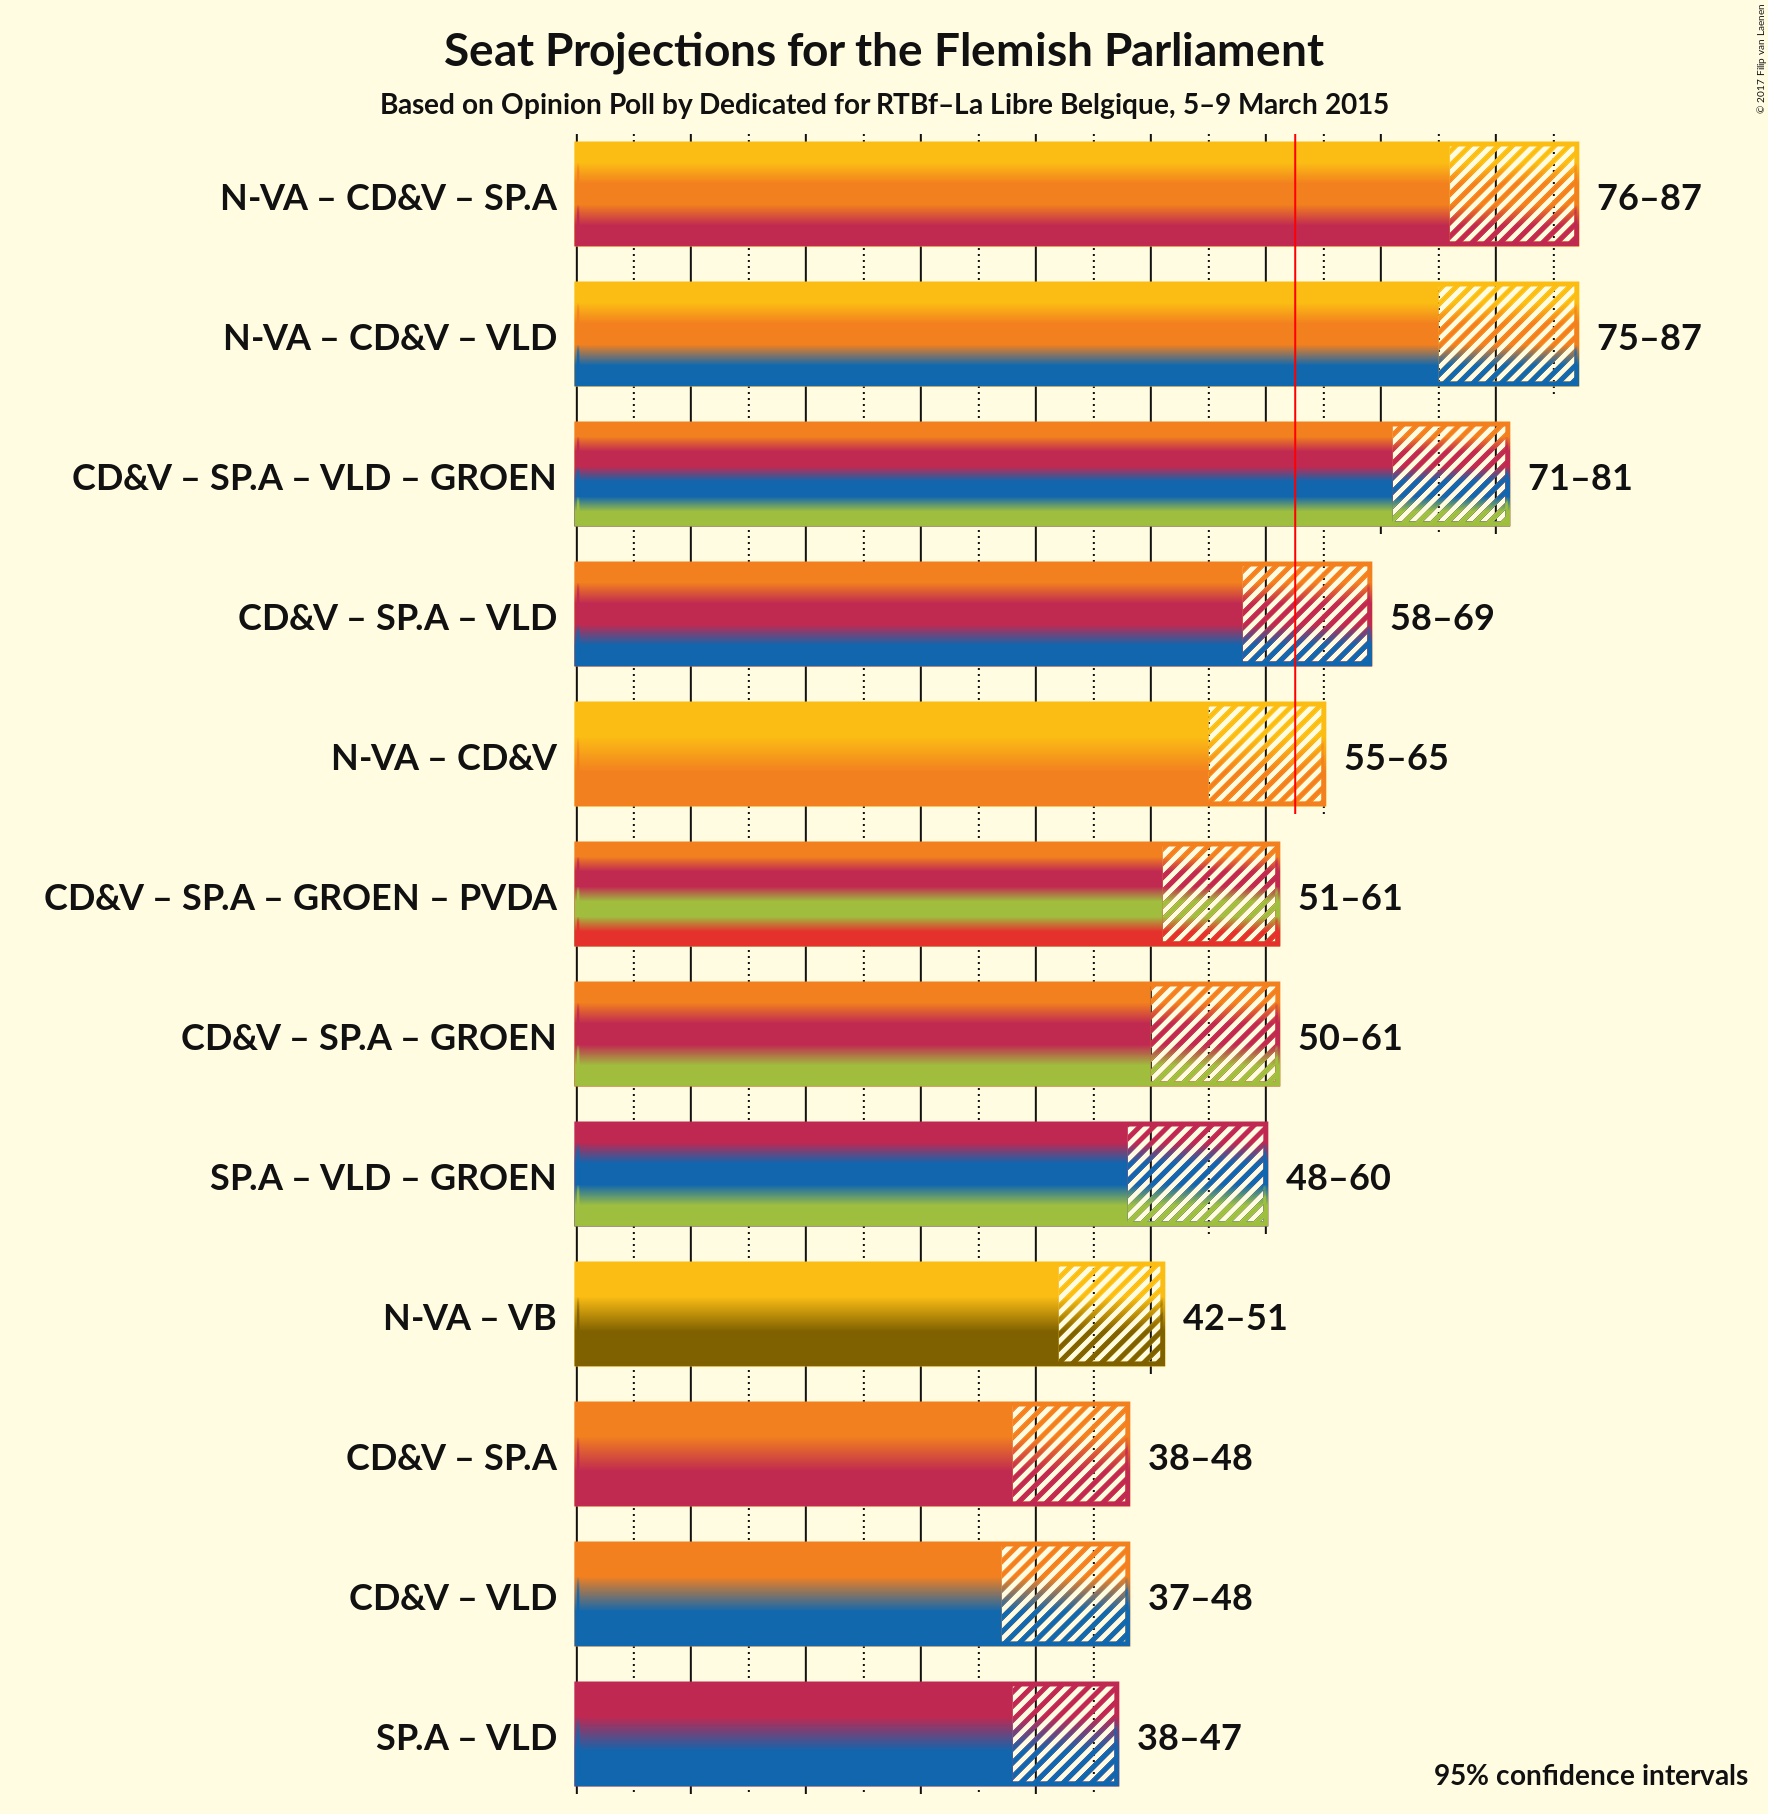 Seat Projections for the Flemish Parliament
Based on Opinion Poll by Dedicated for RTBf–La Libre Belgique, 5–9 March 2015
© 2017 Filip van Laenen
N-VA – CD&V – SP.A 76–87
N-VA – CD&V – VLD 75–87
CD&V – SP.A – VLD – GROEN 71–81
CD&V – SP.A – VLD 58–69
N-VA – CD&V 55–65
CD&V – SP.A – GROEN – PVDA 51–61
CD&V – SP.A – GROEN 50–61
SP.A – VLD – GROEN 48–60
N-VA – VB 42–51
CD&V – SP.A 38–48
CD&V – VLD 37–48
SP.A – VLD 38–47
95% confidence intervals